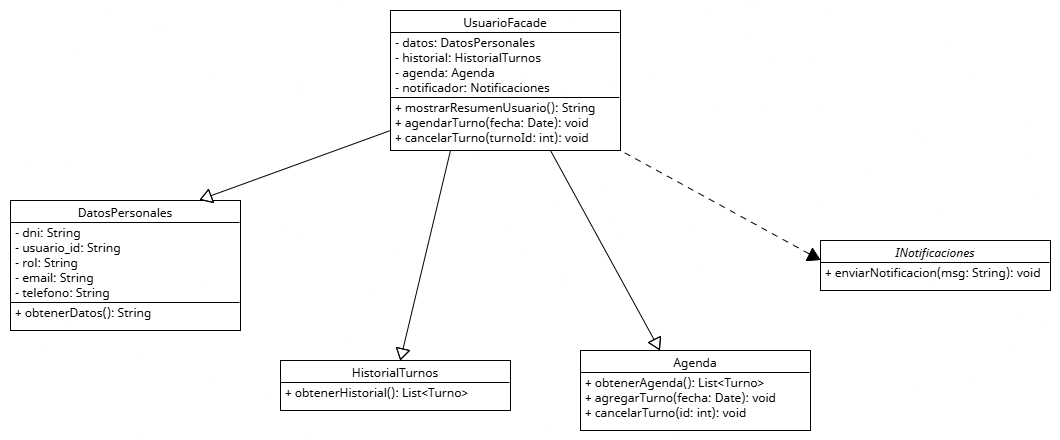 UsuarioFacade
- datos: DatosPersonales
- historial: HistorialTurnos
- agenda: Agenda
- notificador: Notificaciones
+ mostrarResumenUsuario(): String
+ agendarTurno(fecha: Date): void
+ cancelarTurno(turnoId: int): void
DatosPersonales
- dni: String
- usuario_id: String
- rol: String
- email: String
- telefono: String
+ obtenerDatos(): String
INotificaciones
+ enviarNotificacion(msg: String): void
HistorialTurnos
+ obtenerHistorial(): List<Turno>
Agenda
+ obtenerAgenda(): List<Turno>
+ agregarTurno(fecha: Date): void
+ cancelarTurno(id: int): void